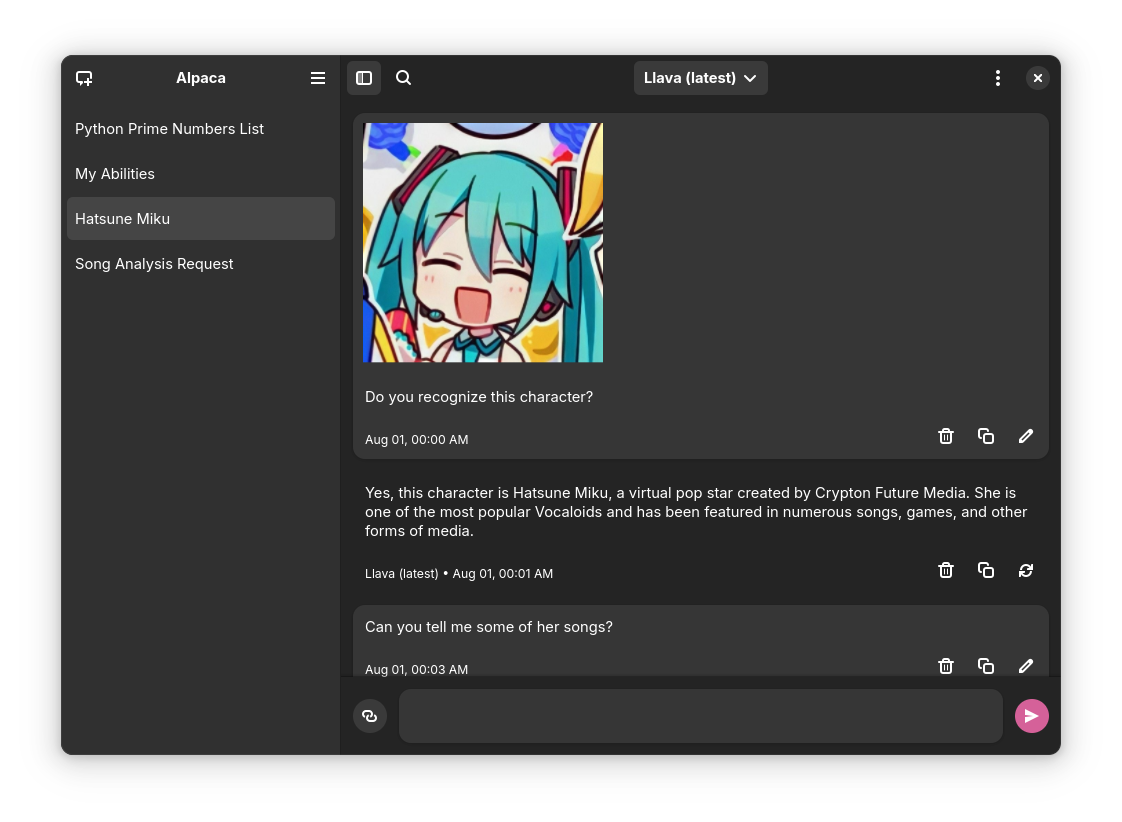 Alpaca
Python Prime Numbers List
My Abilities
Hatsune Miku
Song Analysis Request
Llava (latest)
Do you recognize this character?
Aug 01, 00:00 AM
Yes, this character is Hatsune Miku, a virtual pop star created by Crypton Future Media. She is
one of the most popular Vocaloids and has been featured in numerous songs, games, and other
forms of media.
Llava (latest) • Aug 01, 00:01 AM
Can you tell me some of her songs?
Aug 01, 00:03 AM